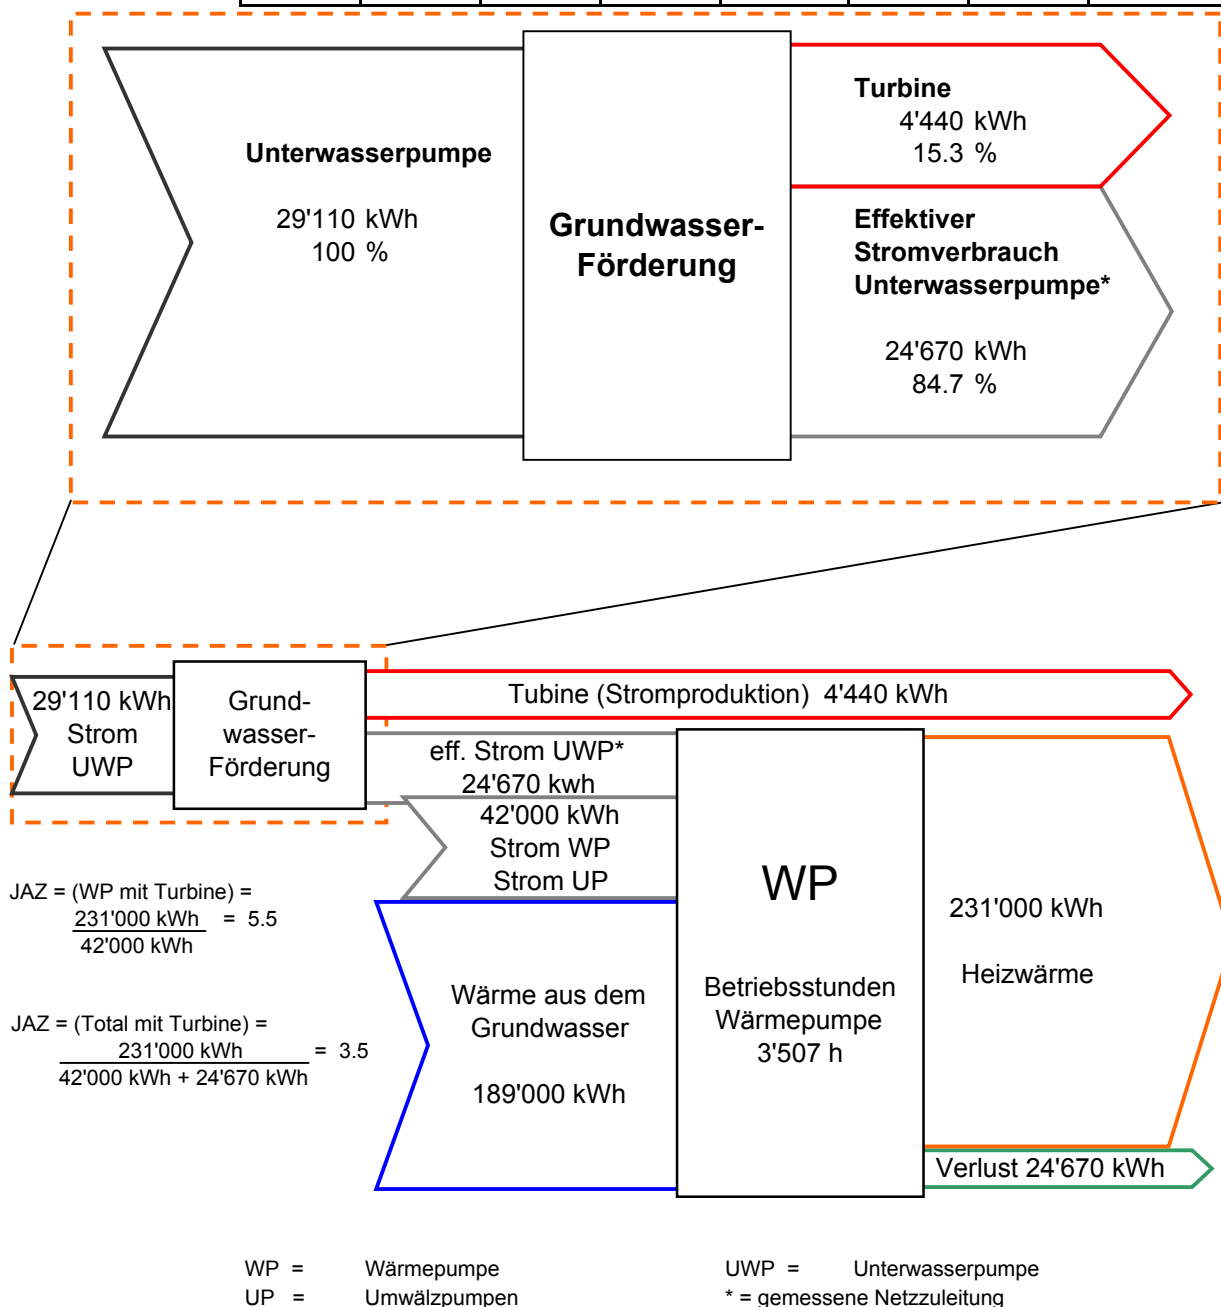 Unterwasserpumpe
29'110 kWh
100 %
Grundwasser-
Förderung
Turbine
4'440 kWh
15.3 %
Effektiver
Stromverbrauch
Unterwasserpumpe*
24'670 kWh
84.7 %
29'110 kWh
Strom
UWP
Grund-
wasser-
Förderung
Tubine (Stromproduktion) 4'440 kWh
eff. Strom UWP*
24'670 kwh
42'000 kWh
Strom WP
Strom UP
JAZ = (WP mit Turbine) =
231'000 kWh = 5.5
42'000 kWh
JAZ = (Total mit Turbine) =
231'000 kWh = 3.5
42'000 kWh + 24'670 kWh
Wärme aus dem
Grundwasser
189'000 kWh
WP
Betriebsstunden
Wärmepumpe
3'507 h
231'000 kWh
Heizwärme
Verlust 24'670 kWh
WP = Wärmepumpe
UWP = Unterwasserpumpe
UP = Umwälzpumpen
* = gemessene Netzzuleitung